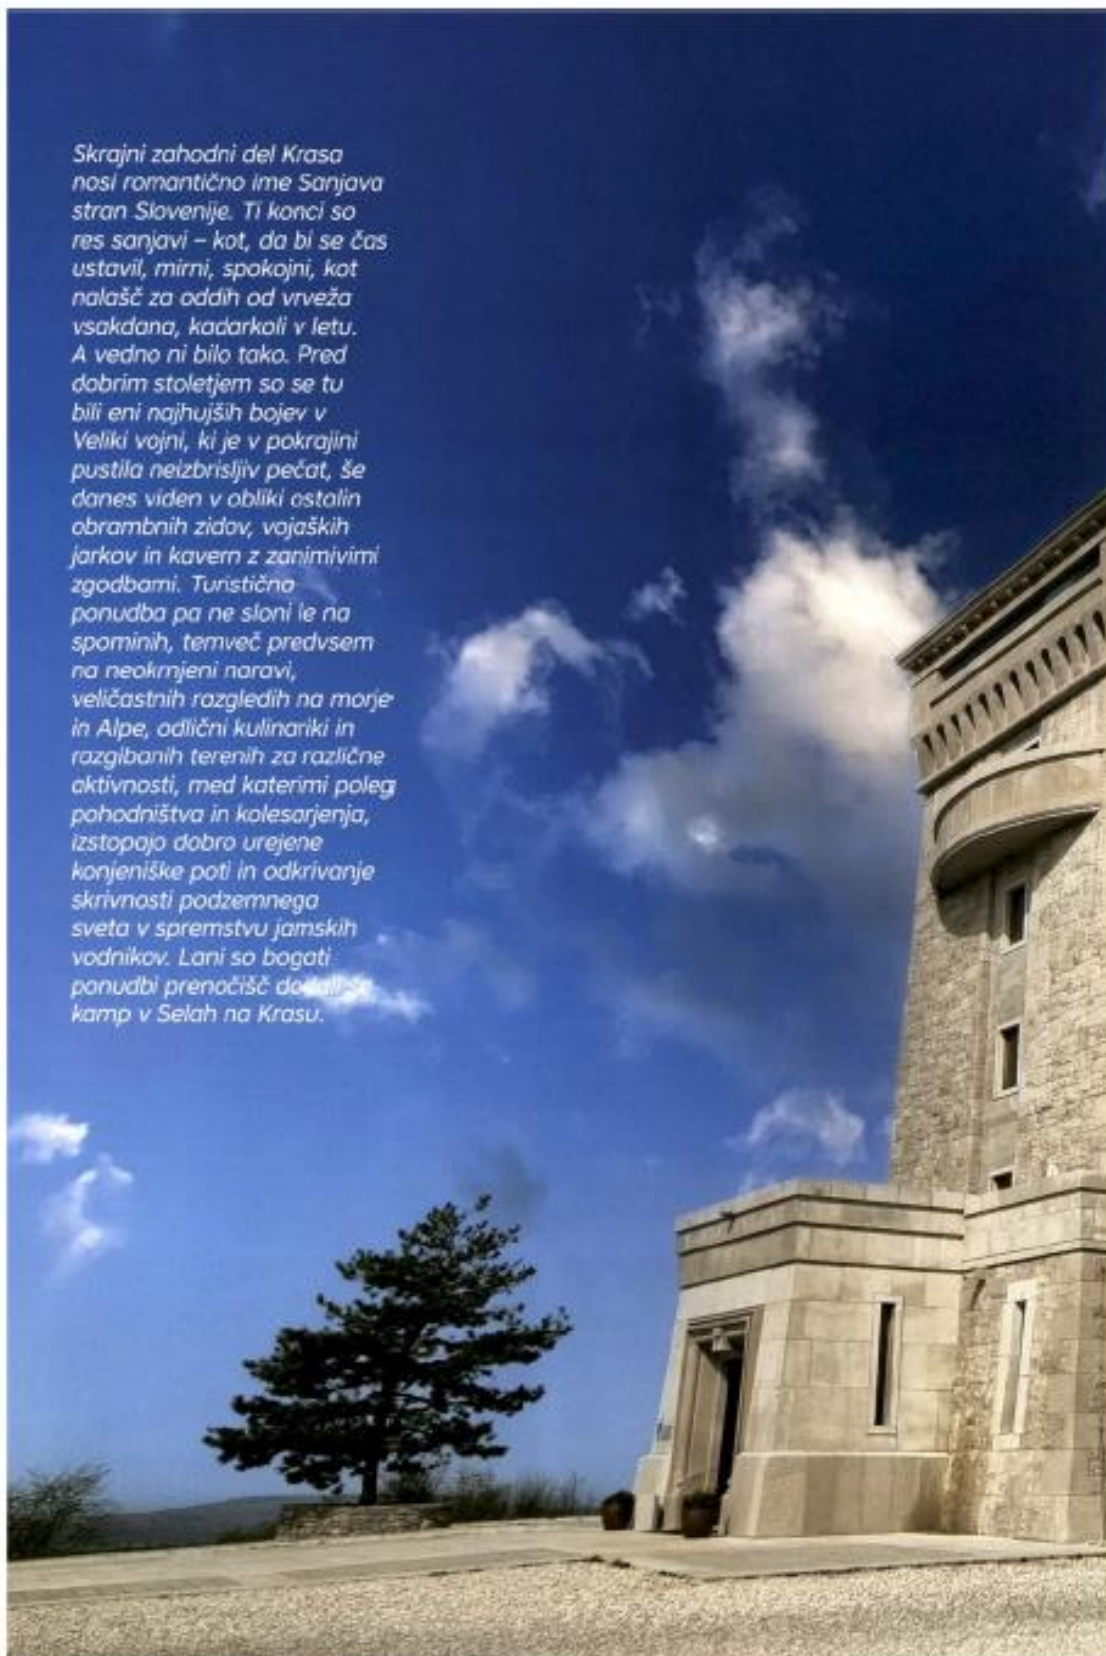 Skrajni zahodni del Krasa
nosi romantično ime Sanjava
stran Slovenije. Ti konci so
res sanjavi – kot, da bi se čas
ustavil, mirni, spokojni, kot
nalašč za oddih od vrveža
vsakdana, kadarkoli v letu.
A vedno ni bilo tako. Pred
dobrim stoletjem so se tu
bili eni najhujših bojev v
Veliki vojni, ki je v pokrajini
pustila neizbrisljiv pečat, še
danes viden v obliki ostalin
obrambnih zidov, vojaških
jarkov in kavern z zanimivimi
zgodbami. Turistična
ponudba pa ne sloni le na
spominih, temveč predvsem
na neokrnjeni naravi,
veličastnih razgledih na morje
in Alpe, odlični kulinariki in
razgibanih terenih za različne
aktivnosti, med katerimi poleg
pohodništva in kolesarjenja,
izstopajo dobro urejene
konjeniške poti in odkrivanje
skrivnosti podzemnega
sveta v spremstvu jamskih
vodnikov. Lani so bogati
ponudbi prenočišč dodali še
kamp v Selah na Krasu.